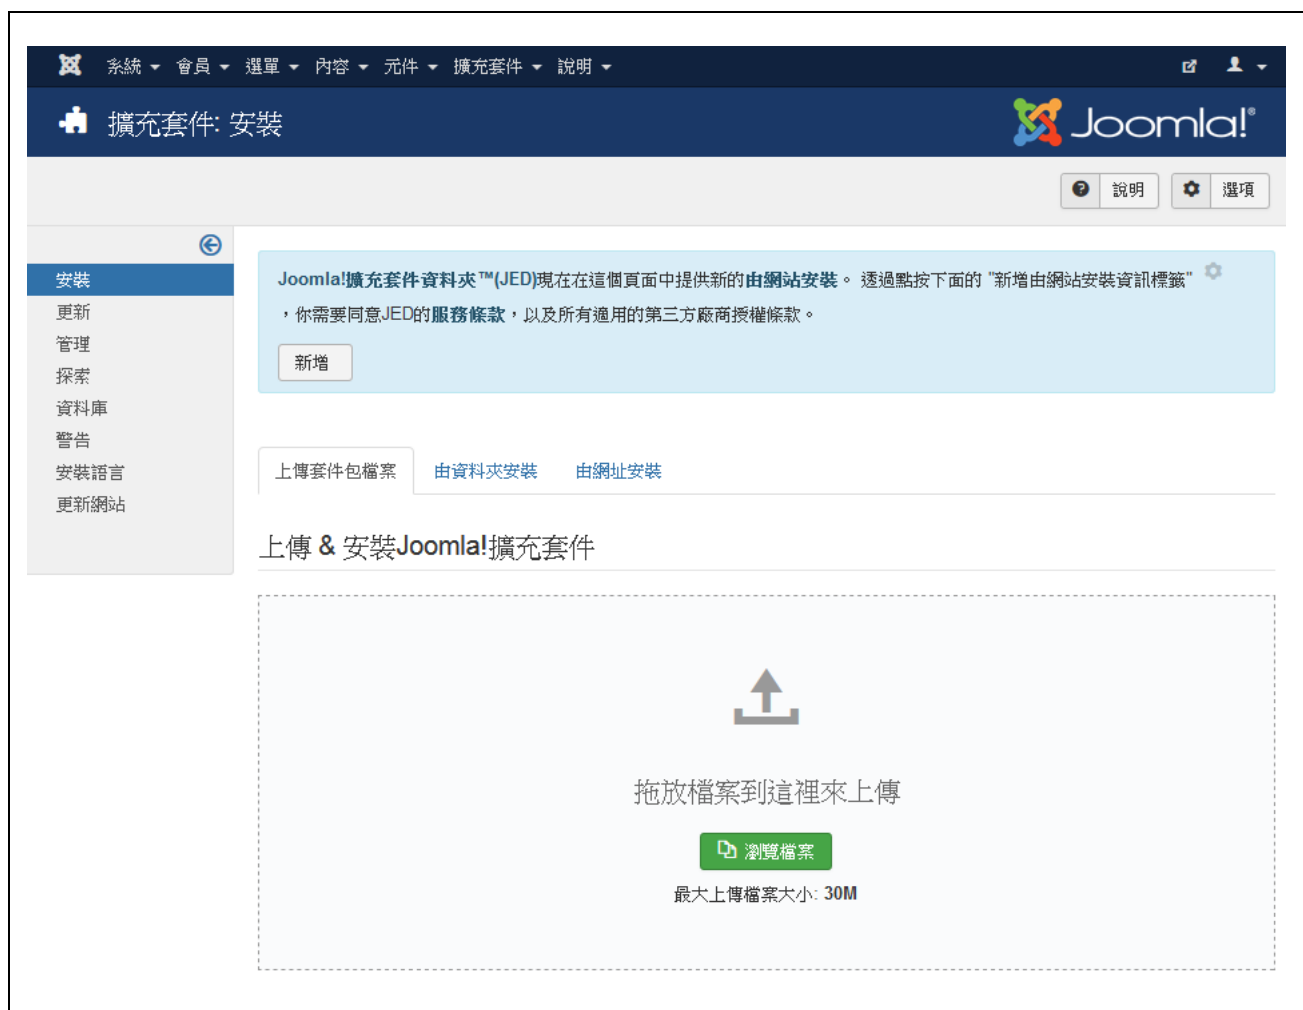 系統 會員 選單 內容 元件 擴充套件 說明
擴充套件: 安裝
Joomla!®
說明 選項
安裝
更新
管理
探索
資料庫
警告
安裝語言
更新網站
Joomla!擴充套件資料夾™(JED)現在在這個頁面中提供新的由網站安裝。 透過點按下面的 "新增由網站安裝資訊標籤"
，你需要同意JED的服務條款，以及所有適用的第三方廠商授權條款。
新增
上傳套件包檔案 由資料夾安裝 由網址安裝
上傳 & 安裝Joomla!擴充套件
拖放檔案到這裡來上傳
瀏覽檔案
最大上傳檔案大小: 30M